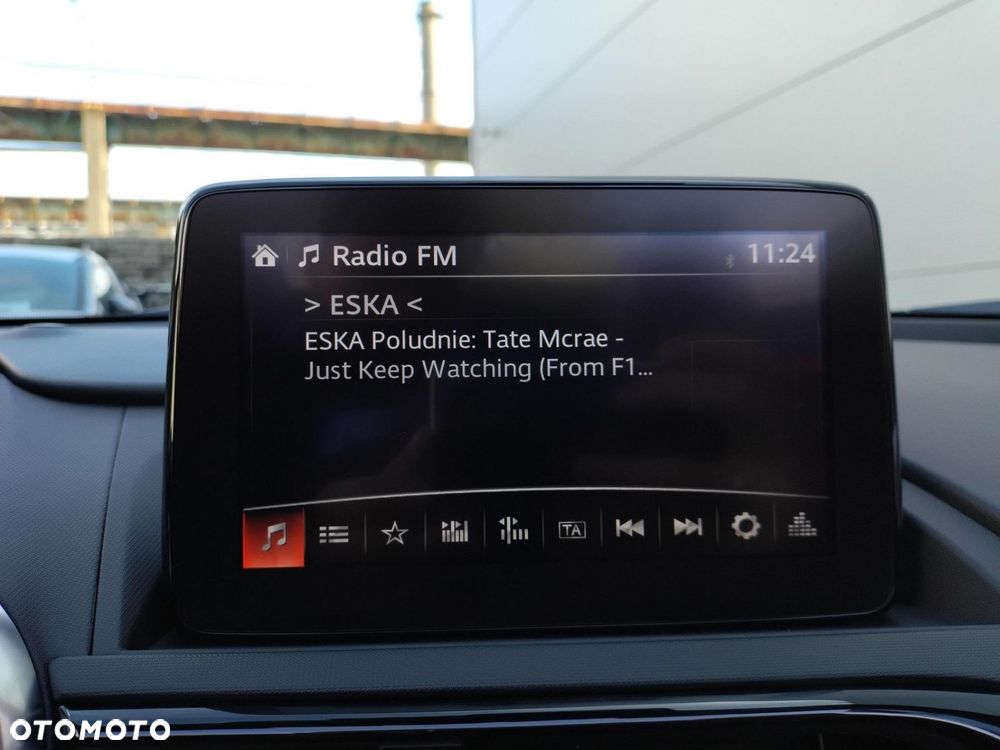 Radio FM
11:24
> ESKA <
ESKA Poludnie: Tate Mcrae -
Just Keep Watching (From F1...
TA
OTOMOTO